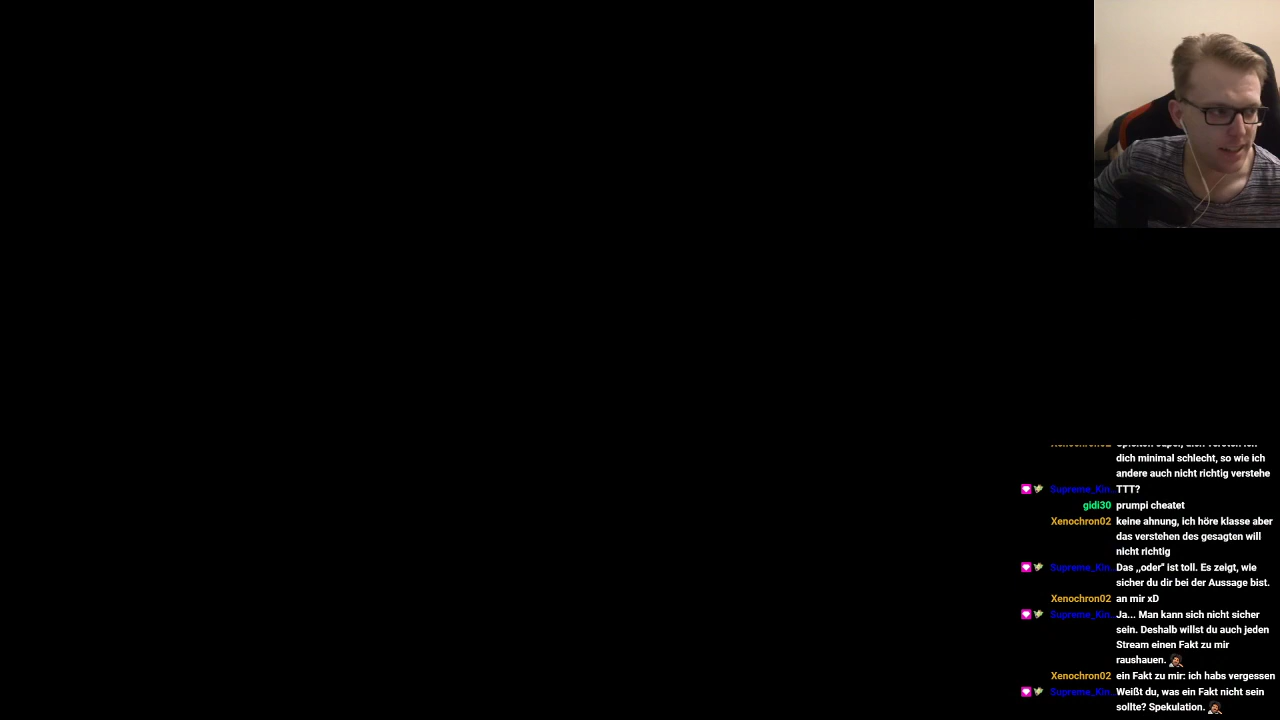 dich minimal schlecht, so wie ich
andere auch nicht richtig verstehe
Supreme_Kin... TTT?
gidi30 prumpi cheatet
Xenochron02 keine ahnung, ich höre klasse aber
das verstehen des gesagten will
nicht richtig
Supreme_Kin... Das ,,oder" ist toll. Es zeigt, wie
sicher du dir bei der Aussage bist.
Xenochron02 an mir xD
Supreme_Kin... Ja... Man kann sich nicht sicher
sein. Deshalb willst du auch jeden
Stream einen Fakt zu mir
raushauen.
Xenochron02 ein Fakt zu mir: ich habs vergessen
Supreme_Kin... Weißt du, was ein Fakt nicht sein
sollte? Spekulation.